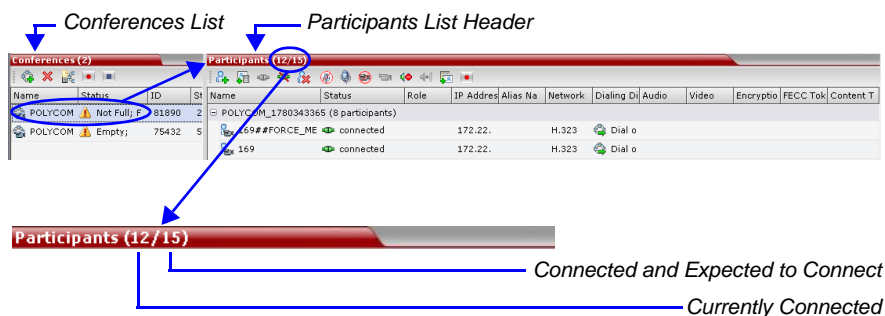 Conferences List
Participants List Header
Conferences (2)
Participants (12/15)
Name Status ID St
Name Status Role IP Addres Alias Na Network Dialing Di Audio Video Encryptio FECC Tok Content T
POLYCOM Not Full; F 81890 2
POLYCOM_1780343365 (8 participants)
POLYCOM Empty; 75432 5
169##FORCE_ME connected 172.22. H.323 Dial o
169 connected 172.22. H.323 Dial o
Participants (12/15)
Connected and Expected to Connect
Currently Connected